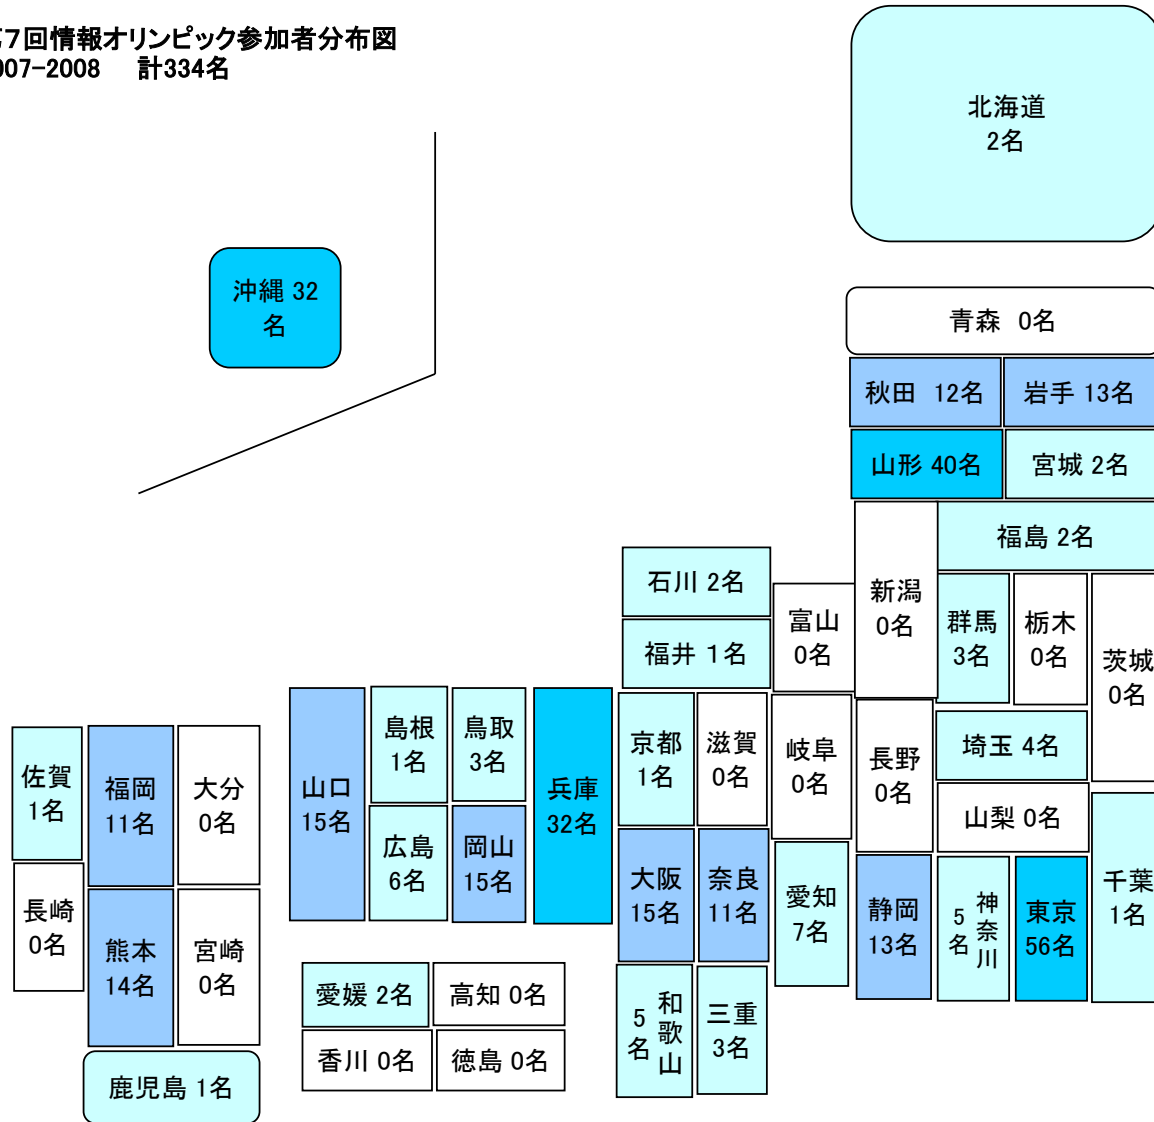 7回情報オリンピック参加者分布図
007-2008 計334名
北海道
2名
沖縄 32
名
青森 0名
秋田 12名
岩手 13名
山形 40名
宮城 2名
福島 2名
石川 2名
福井 1名
富山
0名
新潟
0名
群馬
3名
栃木
0名
茨城
0名
佐賀
1名
福岡
11名
大分
0名
山口
15名
島根
1名
鳥取
3名
兵庫
32名
京都
1名
滋賀
0名
岐阜
0名
長野
0名
埼玉 4名
山梨 0名
広島
6名
岡山
15名
大阪
15名
奈良
11名
愛知
7名
静岡
13名
神奈川
5名
東京
56名
千葉
1名
長崎
0名
熊本
14名
宮崎
0名
愛媛 2名
高知 0名
香川 0名
徳島 0名
和歌山
5名
三重
3名
鹿児島 1名